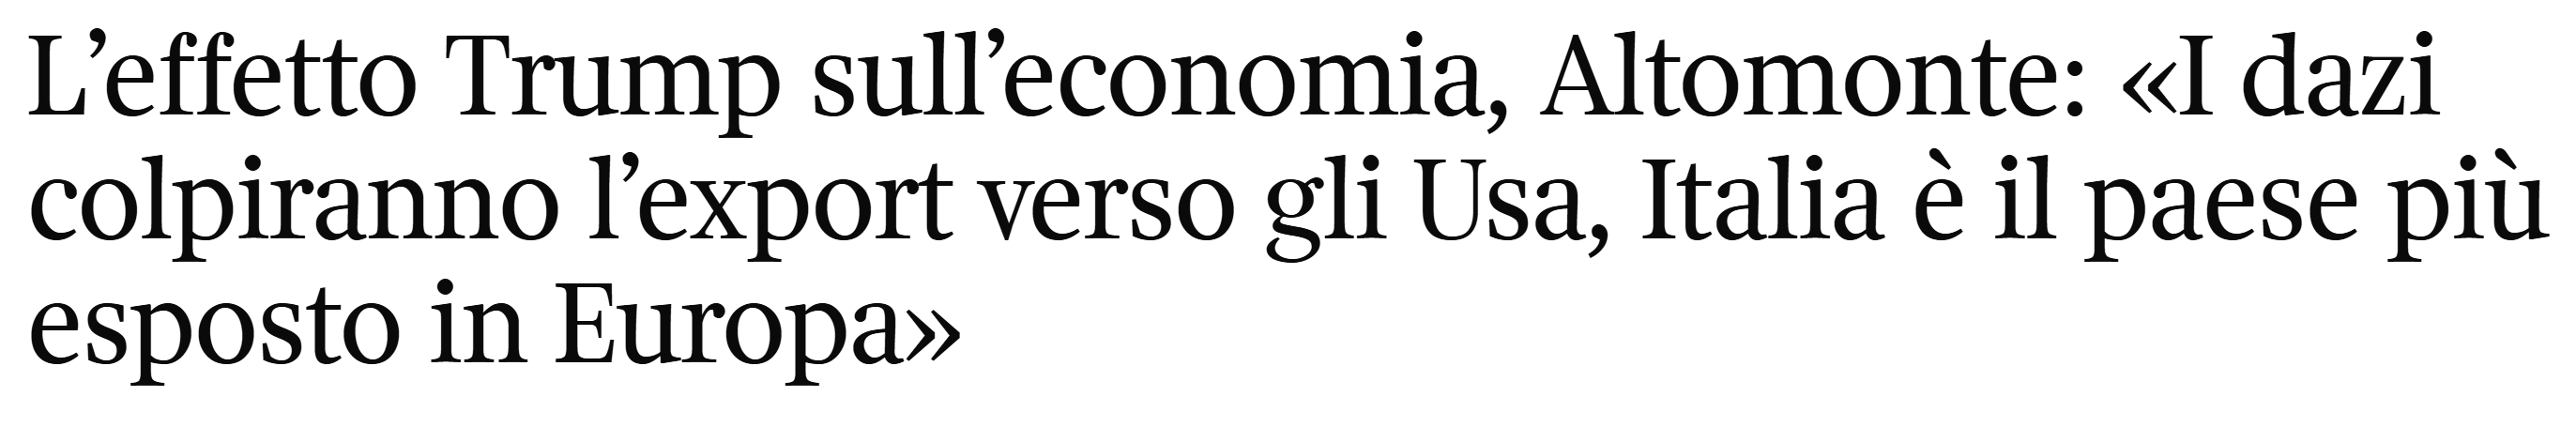 L’effetto Trump sull’economia, Altomonte: «I dazi
colpiranno l’export verso gli Usa, Italia è il paese più
esposto in Europa»